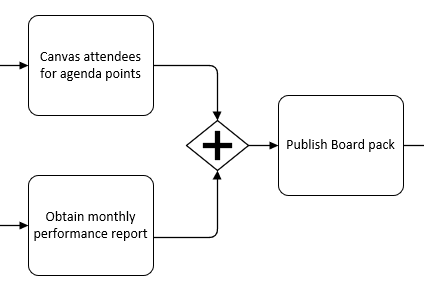 Canvas attendees
for agenda points
Publish Board pack
Obtain monthly
performance report